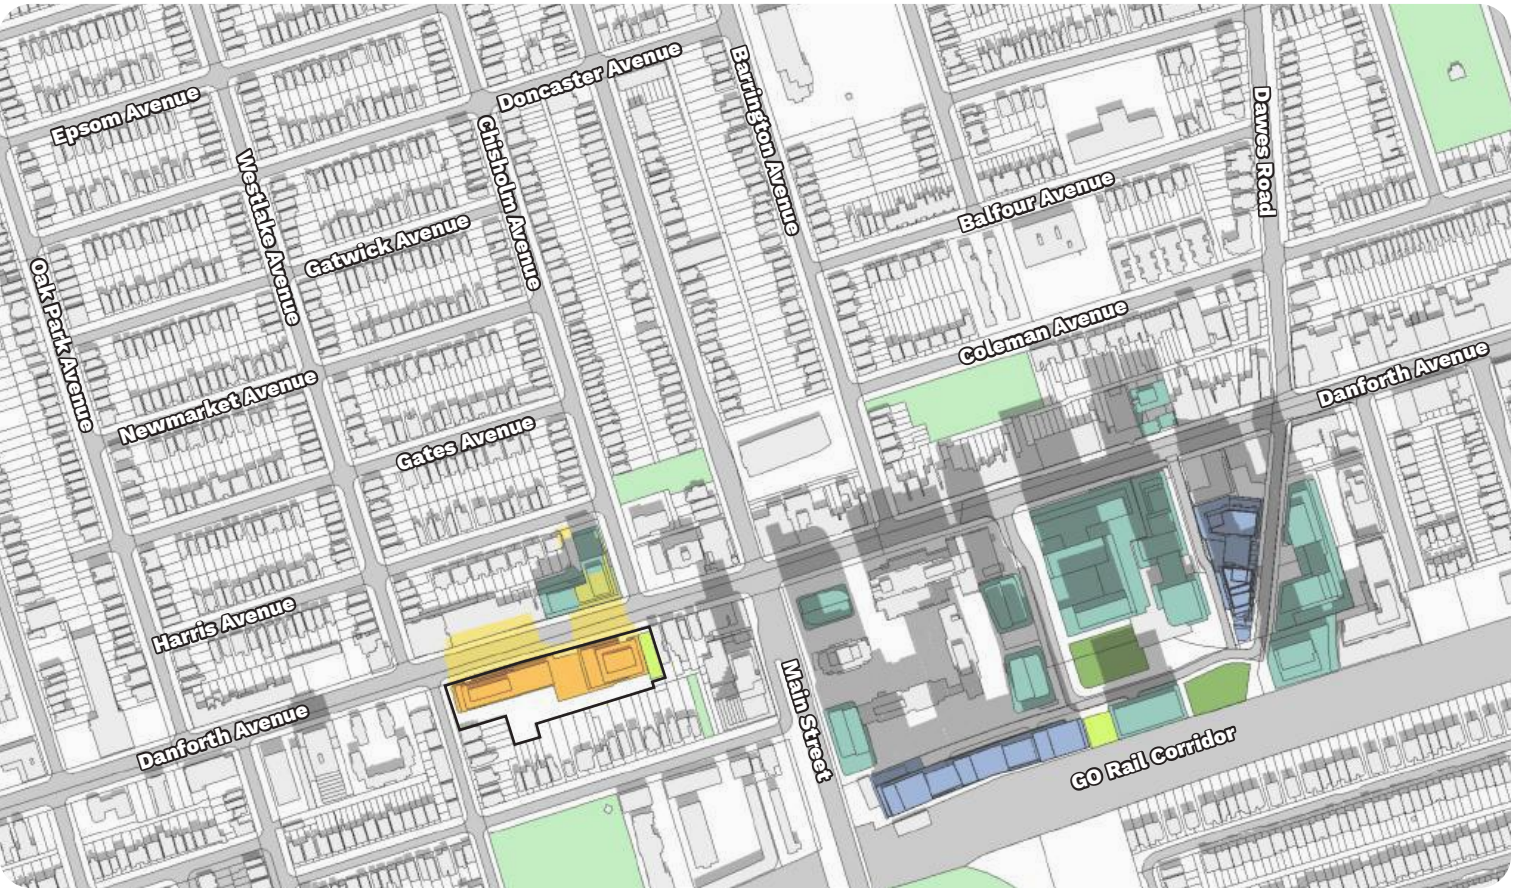 Doncaster Avenue
Epsom Avenue
Barrington Avenue
Dawes Road
Chisholm Avenue
Westlake Avenue
Balfour Avenue
Gatwick Avenue
Oak Park Avenue
Coleman Avenue
Danforth Avenue
Newmarket Avenue
Gates Avenue
Harris Avenue
Main Street
Danforth Avenue
GO Rail Corridor